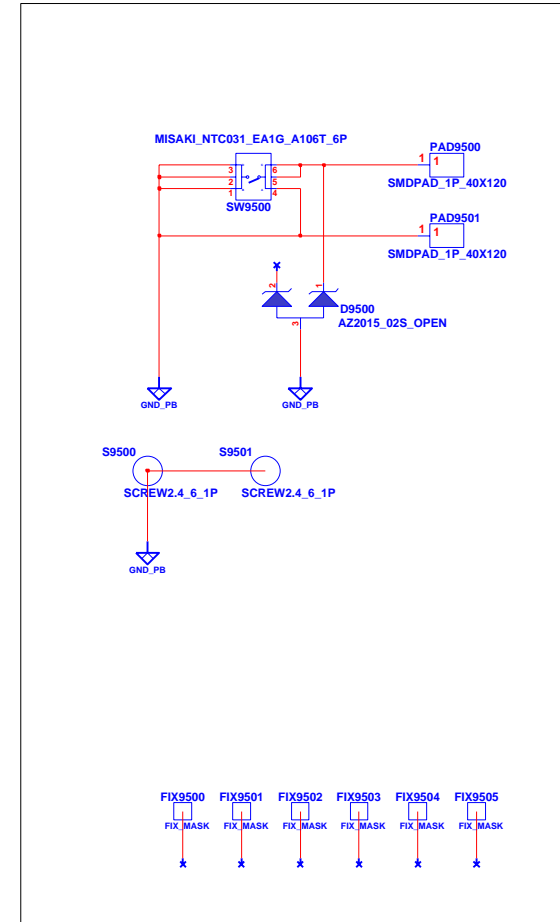 MISAKI_NTC031_EA1G_A106T_6P
3 6
2 5
1 4
SW9500
PAD9500
1 1
SMDPAD_1P_40X120
PAD9501
1 1
SMDPAD_1P_40X120
2 1
D9500
AZ2015_02S_OPEN
3
GND_PB GND_PB
S9500 S9501
SCREW2.4_6_1P SCREW2.4_6_1P
GND_PB
FIX9500 FIX9501 FIX9502 FIX9503 FIX9504 FIX9505
FIX_MASK FIX_MASK FIX_MASK FIX_MASK FIX_MASK FIX_MASK